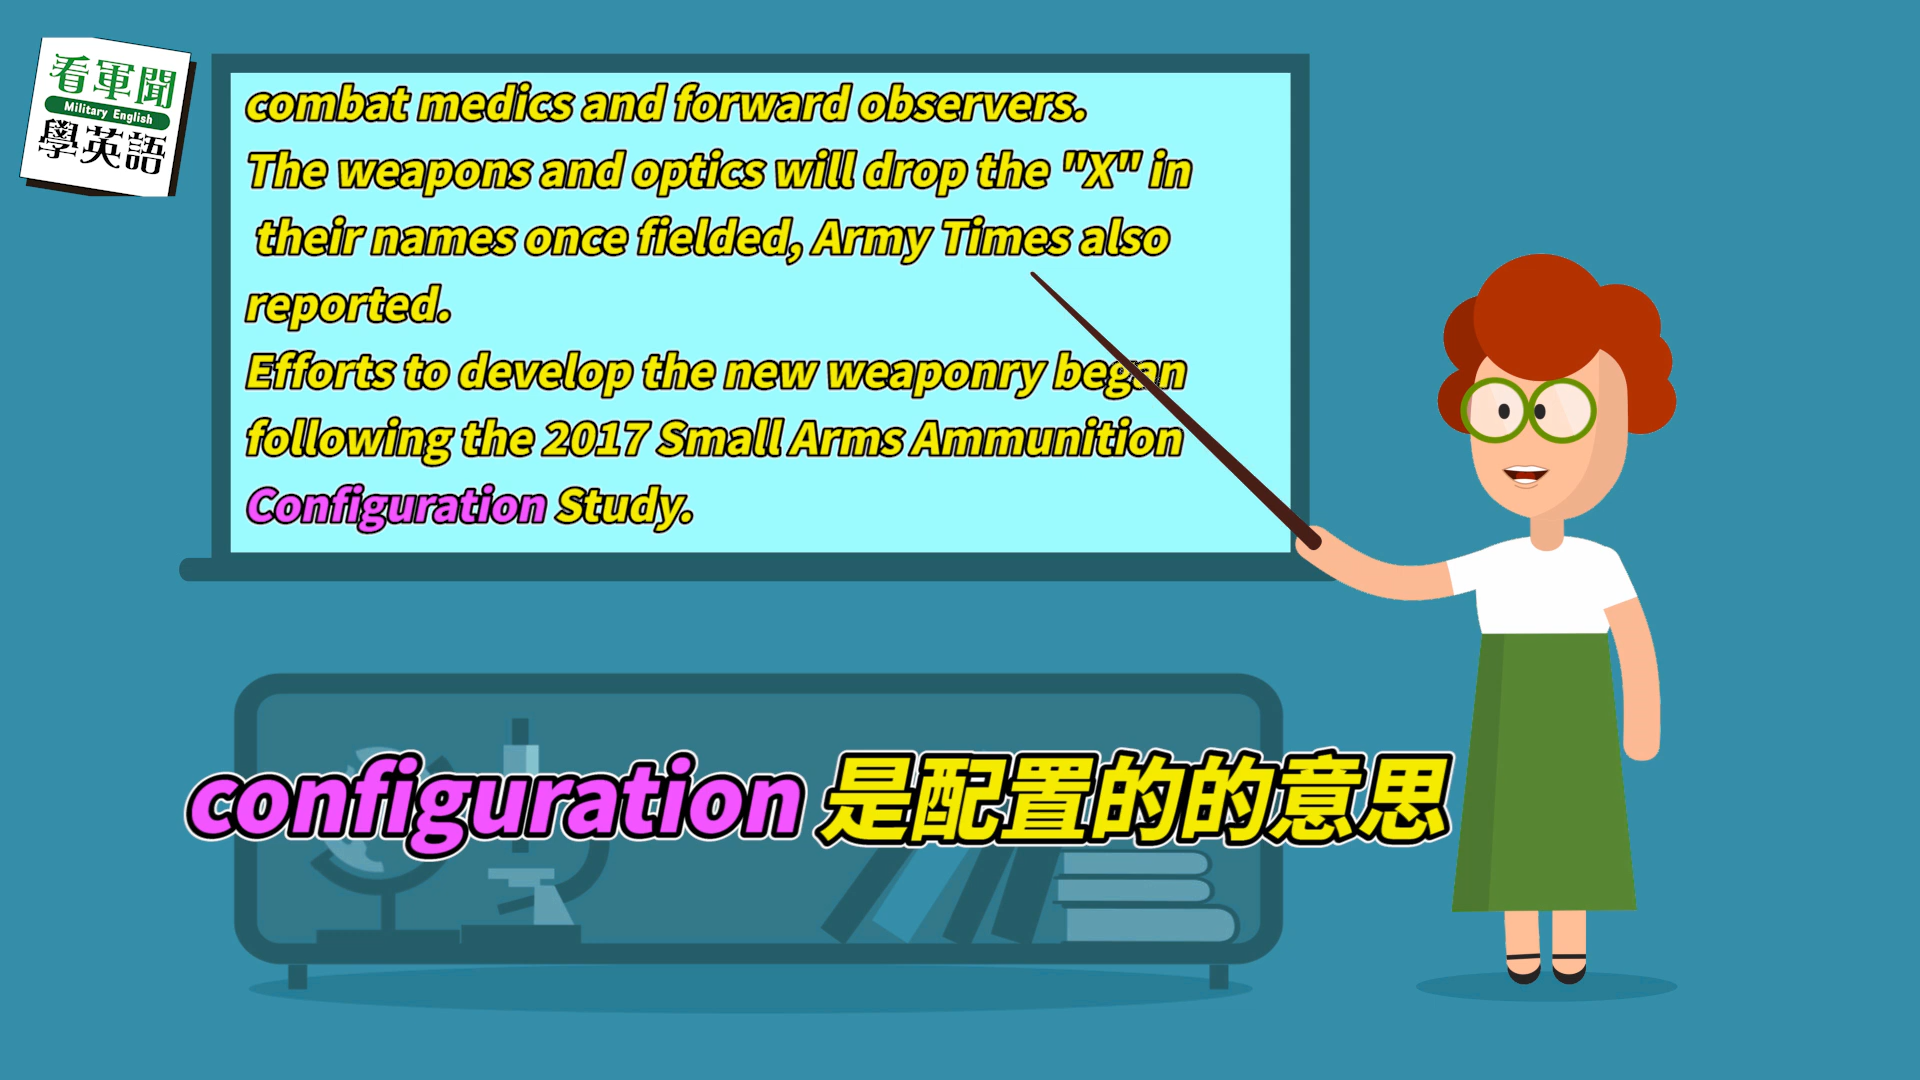 看軍聞
Military English
學英語
combat medics and forward observers.
The weapons and optics will drop the "X" in
their names once fielded, Army Times also
reported.
Efforts to develop the new weaponry began
following the 2017 Small Arms Ammunition
Configuration Study.
configuration 是配置的的意思